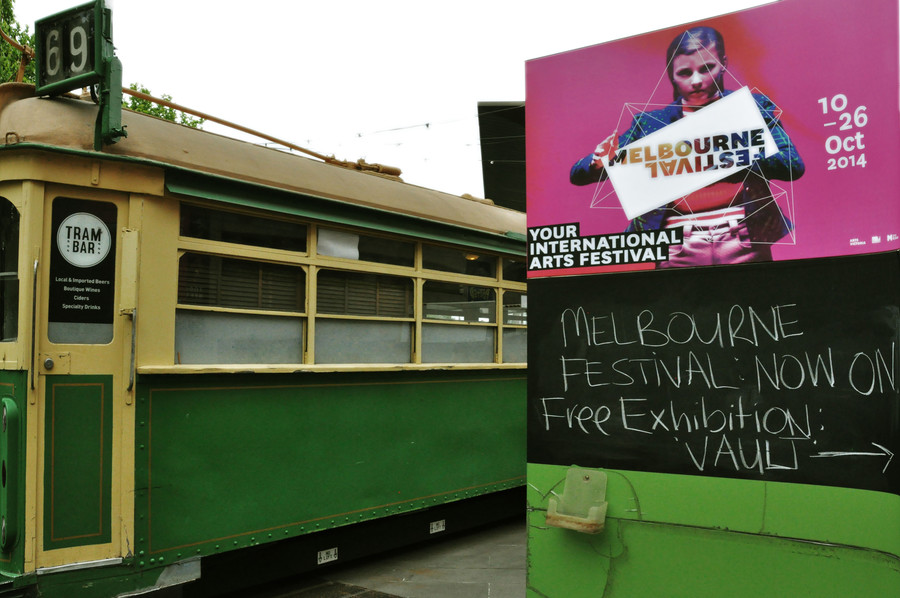 69
TRAM
BAR
Local & Imported Beers
Boutique Wines
Ciders
Specialty Drinks
MELBOURNE
FESTIVAL
10
–26
Oct
2014
YOUR
INTERNATIONAL
ARTS FESTIVAL
MELBOURNE
FESTIVAL: NOW ON
Free Exhibition:
VAULT →